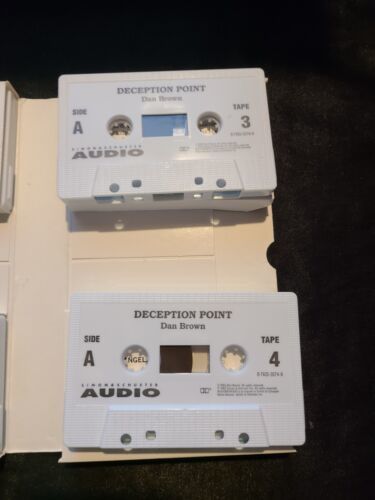 DECEPTION POINT
Dan Brown
SIDE
A
TAPE
3
SIMON&SCHUSTER
AUDIO
DECEPTION POINT
Dan Brown
SIDE
A
TAPE
4
NGEL
SIMON&SCHUSTER
AUDIO